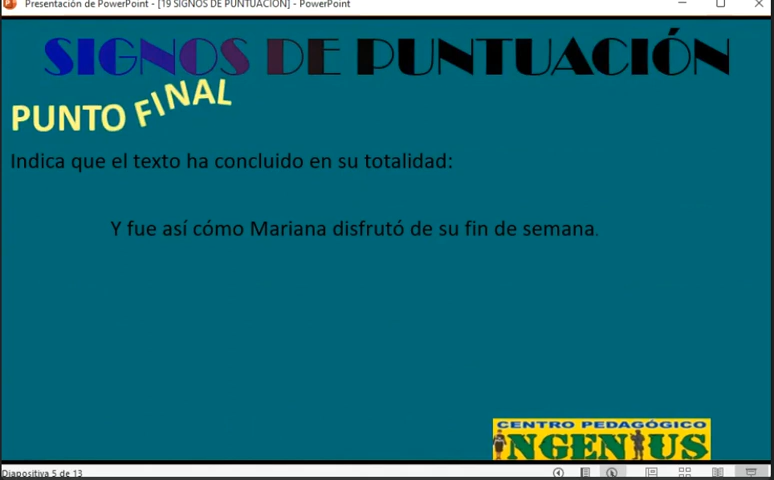 Presentación de PowerPoint - [19 SIGNOS DE PUNTUACIÓN] - PowerPoint
SIGNOS DE PUNTUACIÓN
PUNTO FINAL
Indica que el texto ha concluido en su totalidad:
Y fue así cómo Mariana disfrutó de su fin de semana.
CENTRO PEDAGÓGICO
INGENIUS
Diapositiva 5 de 13